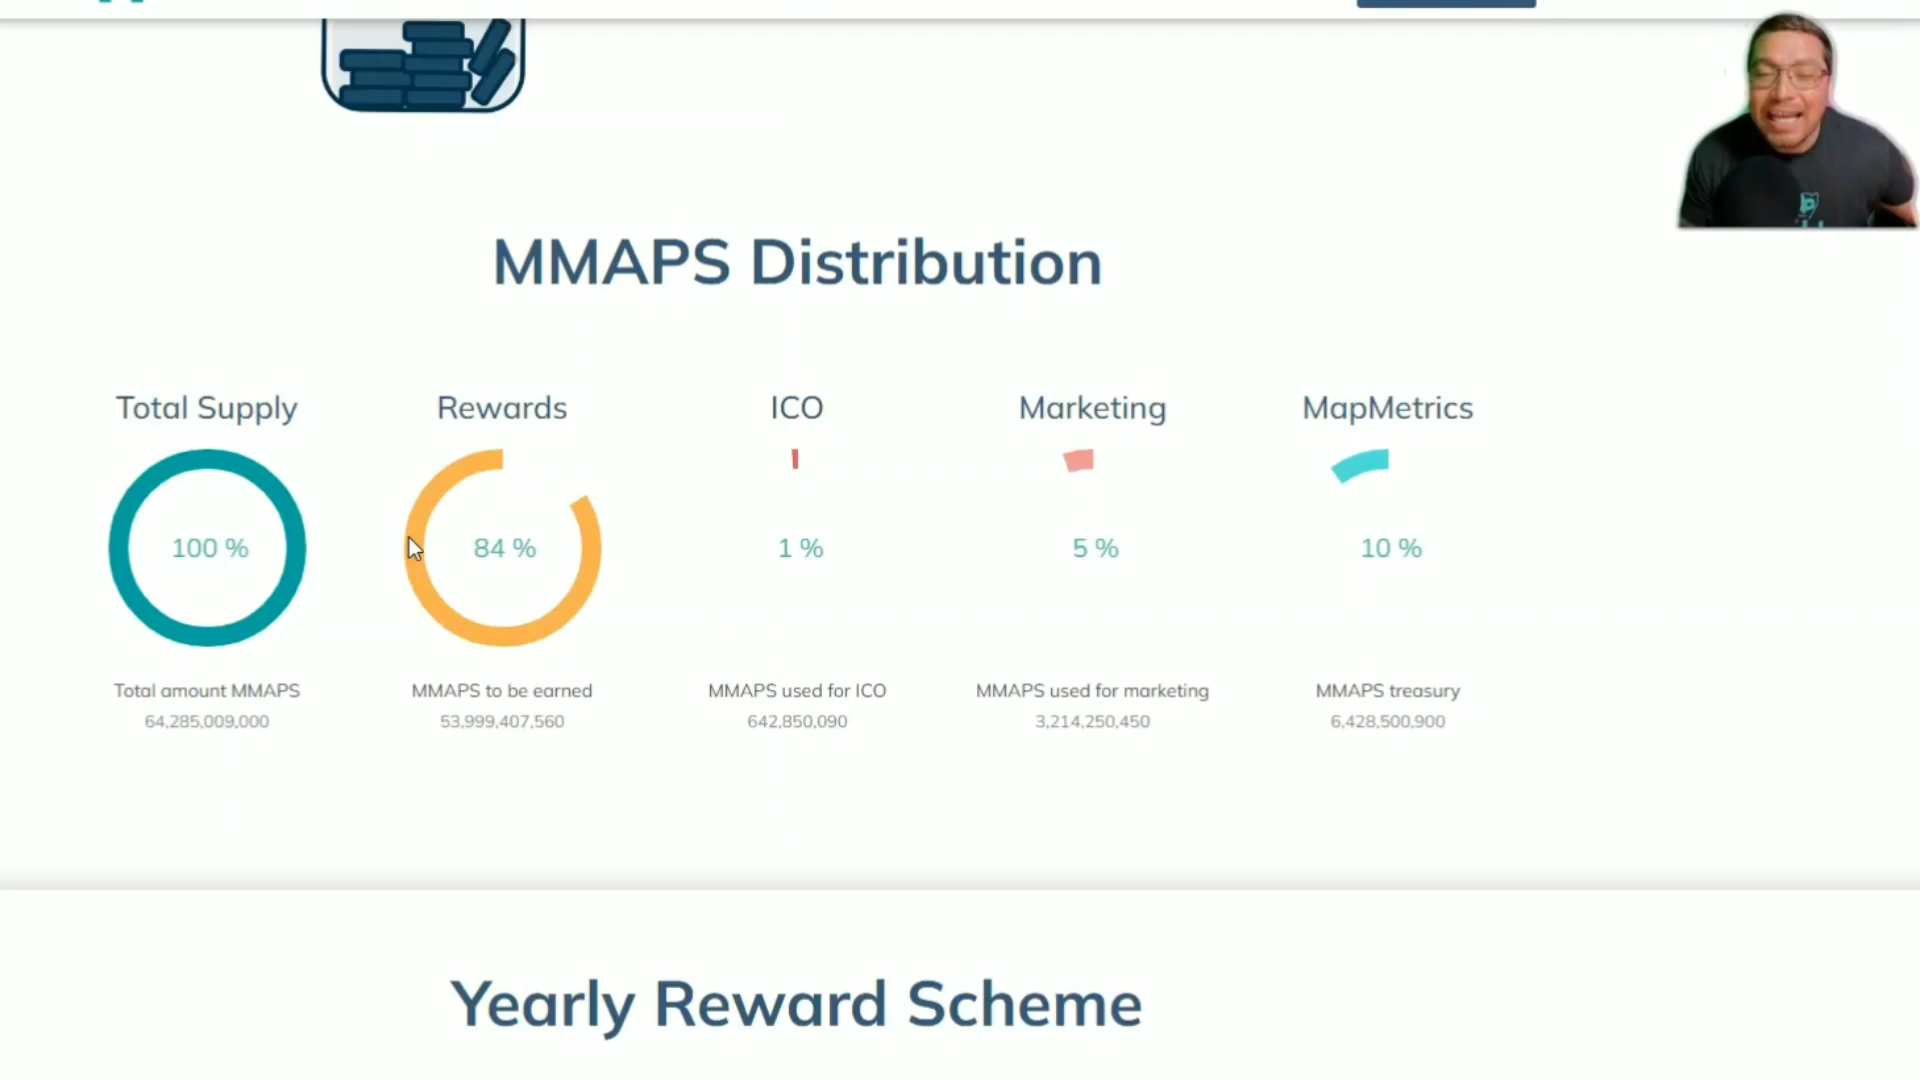 MMAPS Distribution
Total Supply
Rewards
ICO
Marketing
MapMetrics
100 %
84 %
1 %
5 %
10 %
Total amount MMAPS
MMAPS to be earned
MMAPS used for ICO
MMAPS used for marketing
MMAPS treasury
64,285,009,000
53,999,407,560
642,850,090
3,214,250,450
6,428,500,900
Yearly Reward Scheme